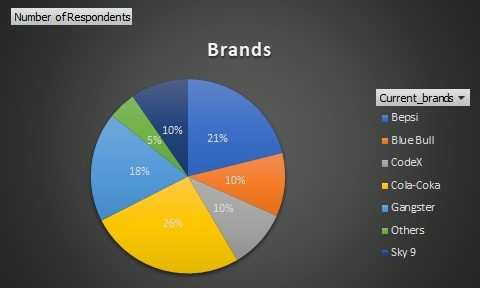 Number of Respondents
Brands
21%
10%
10%
26%
18%
5%
10%
Current_brands
Bepsi
Blue Bull
CodeX
Cola-Coka
Gangster
Others
Sky 9